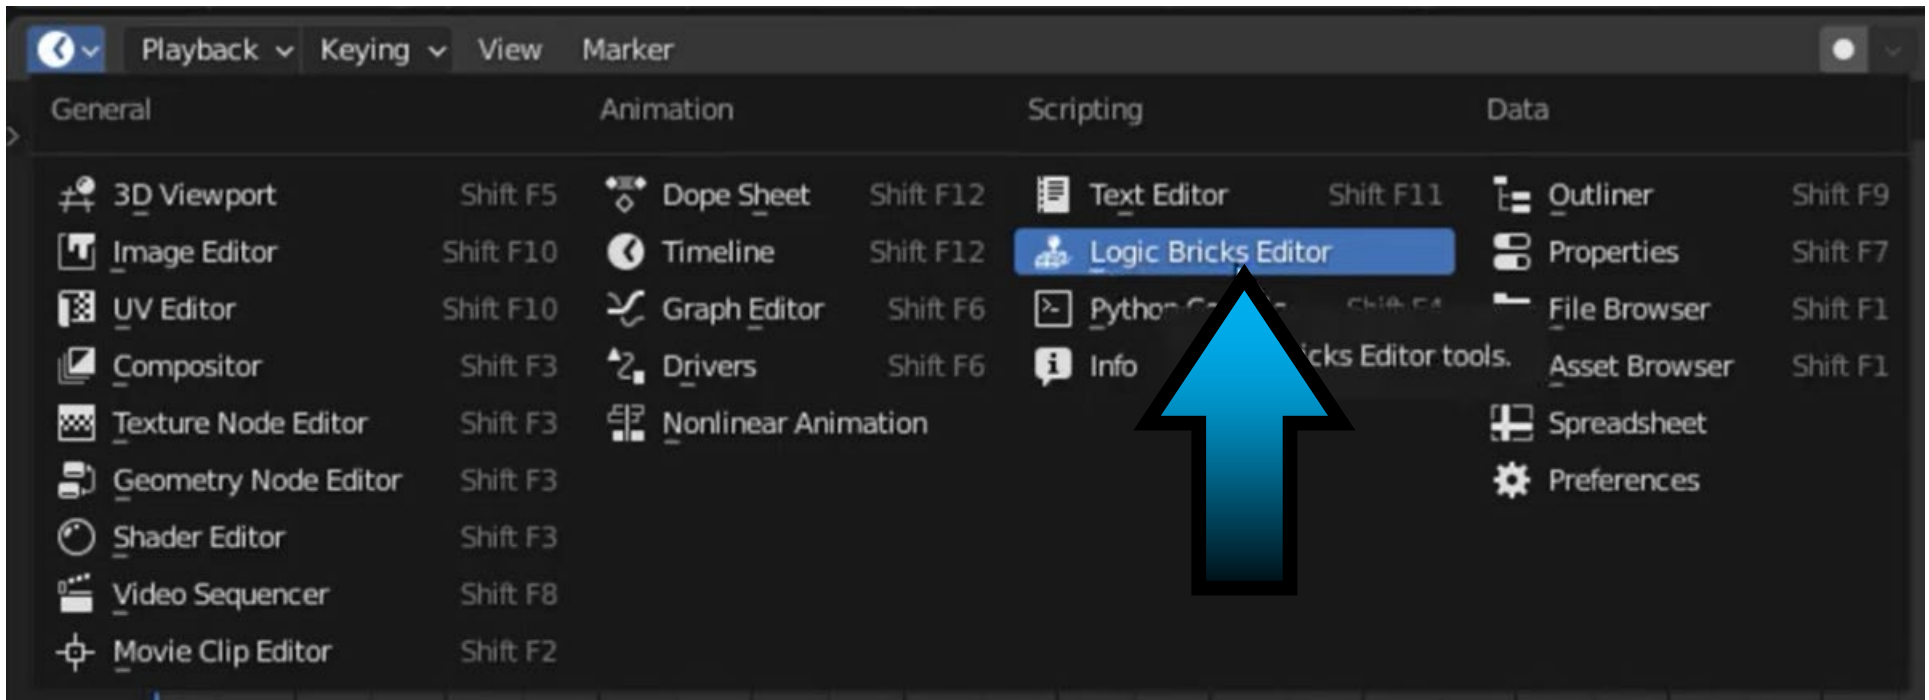 Playback Keying View Marker
General Animation Scripting Data
3D Viewport Shift F5 Dope Sheet Shift F12 Text Editor Shift F11 Outliner Shift F9
Image Editor Shift F10 Timeline Shift F12 Logic Bricks Editor Properties Shift F7
UV Editor Shift F10 Graph Editor Shift F6 File Browser Shift F1
Compositor Shift F3 Drivers Shift F6 Info Editor tools. Asset Browser Shift F1
Texture Node Editor Shift F3 Nonlinear Animation Spreadsheet
Geometry Node Editor Shift F3 Preferences
Shader Editor Shift F3
Video Sequencer Shift F8
Movie Clip Editor Shift F2